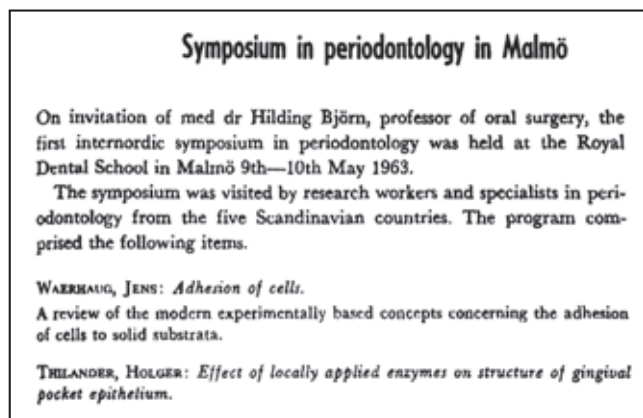 Symposium in periodontology in Malmö
On invitation of med dr Hilding Björn, professor of oral surgery, the
first internordic symposium in periodontology was held at the Royal
Dental School in Malmö 9th—10th May 1963.
The symposium was visited by research workers and specialists in peri-
odontology from the five Scandinavian countries. The program com-
prised the following items.
WAERHAUG, JENS: Adhesion of cells.
A review of the modern experimentally based concepts concerning the adhesion
of cells to solid substrata.
THILANDER, HOLGER: Effect of locally applied enzymes on structure of gingival
pocket epithelium.